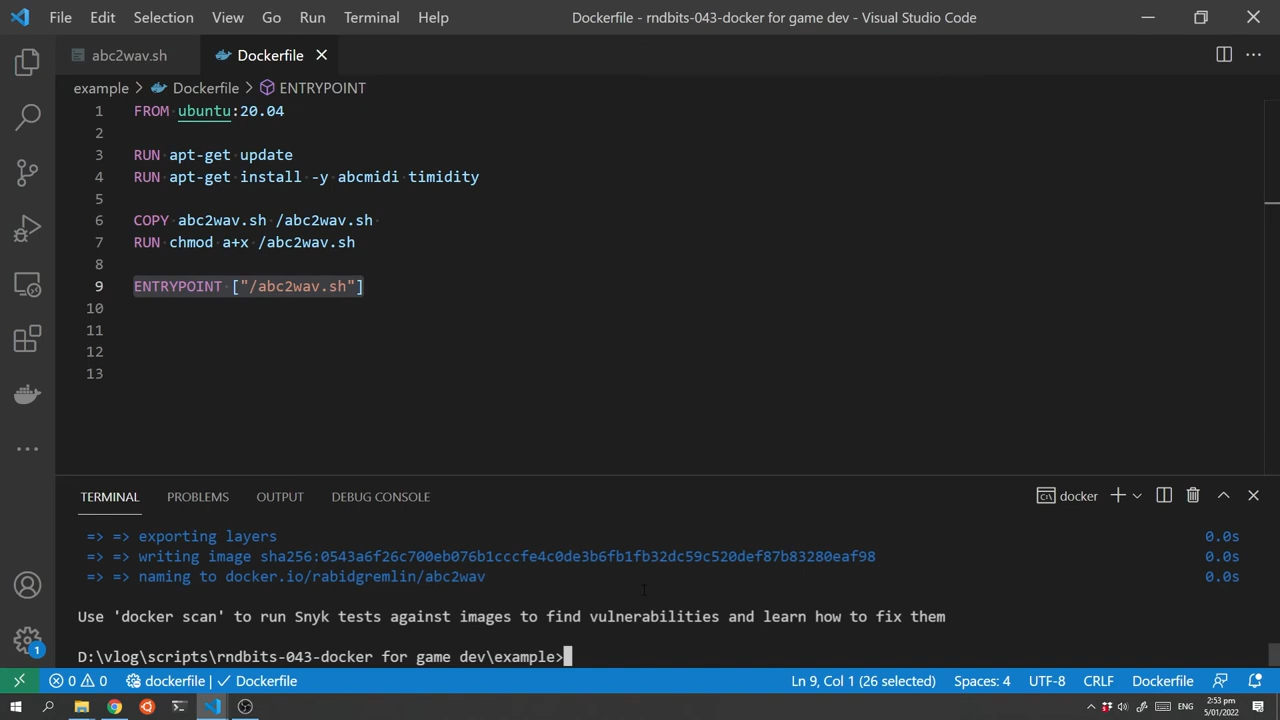 File Edit Selection View Go Run Terminal Help Dockerfile - rndbits-043-docker for game dev - Visual Studio Code
abc2wav.sh Dockerfile
example > Dockerfile > ENTRYPOINT
1 FROM ubuntu:20.04
2
3 RUN apt-get update
4 RUN apt-get install -y abcmidi timidity
5
6 COPY abc2wav.sh /abc2wav.sh
7 RUN chmod a+x /abc2wav.sh
8
9 ENTRYPOINT ["/abc2wav.sh"]
10
11
12
13
TERMINAL PROBLEMS OUTPUT DEBUG CONSOLE docker
=> => exporting layers 0.0s
=> => writing image sha256:0543a6f26c700eb076b1cccfe4c0de3b6fb1fb32dc59c520def87b83280eaf98 0.0s
=> => naming to docker.io/rabidgremlin/abc2wav 0.0s
Use 'docker scan' to run Snyk tests against images to find vulnerabilities and learn how to fix them
D:\vlog\scripts\rndbits-043-docker for game dev\example>
1
0 0 dockerfile | Dockerfile Ln 9, Col 1 (26 selected) Spaces: 4 UTF-8 CRLF Dockerfile
ENG 2:53 pm
5/01/2022